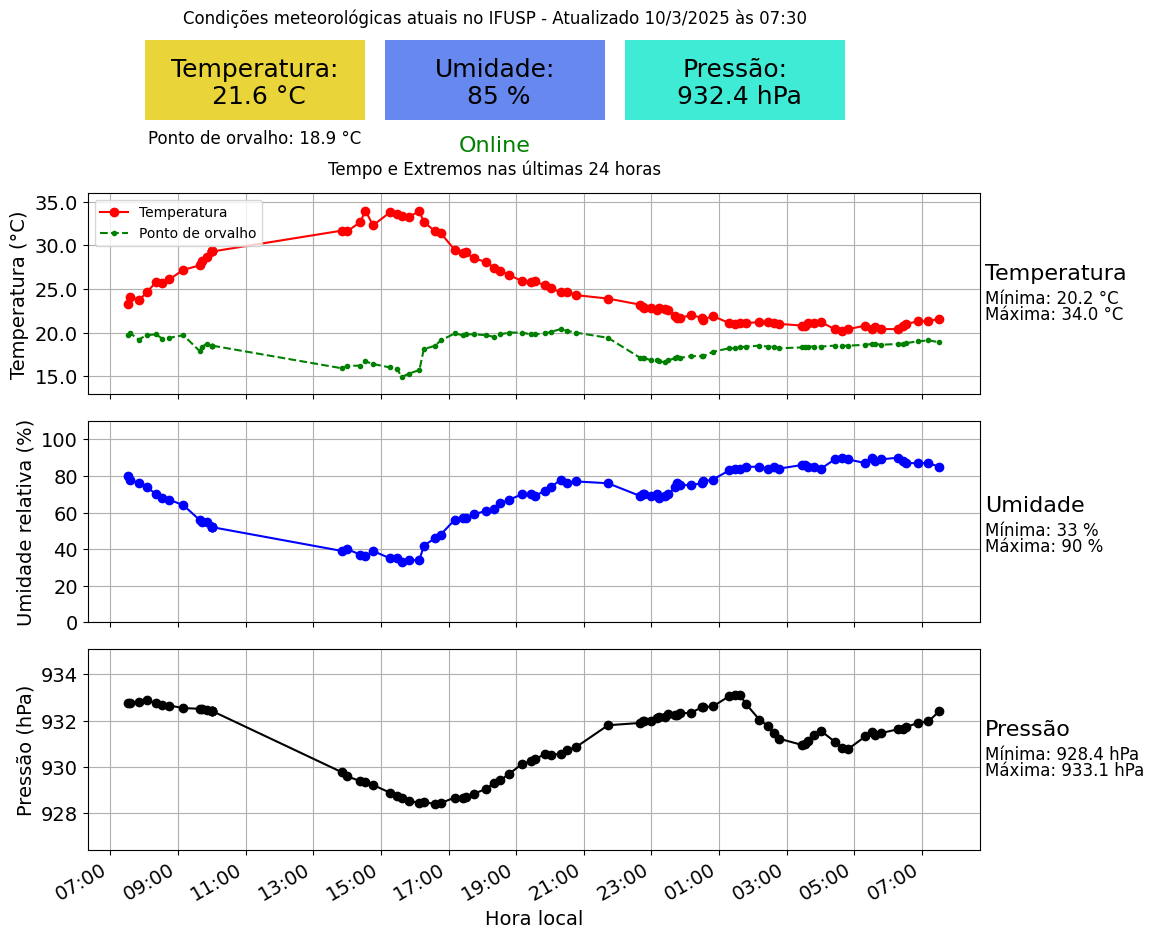 Condições meteorológicas atuais no IFUSP - Atualizado 10/3/2025 às 07:30
Temperatura:
21.6 °C
Umidade:
85 %
Pressão:
932.4 hPa
Ponto de orvalho: 18.9 °C
Online
Tempo e Extremos nas últimas 24 horas
Temperatura (°C)
35.0
30.0
25.0
20.0
15.0
Temperatura
Ponto de orvalho
Temperatura
Mínima: 20.2 °C
Máxima: 34.0 °C
Umidade relativa (%)
100
80
60
40
20
0
Umidade
Mínima: 33 %
Máxima: 90 %
Pressão (hPa)
934
932
930
928
Pressão
Mínima: 928.4 hPa
Máxima: 933.1 hPa
07:00 09:00 11:00 13:00 15:00 17:00 19:00 21:00 23:00 01:00 03:00 05:00 07:00
Hora local